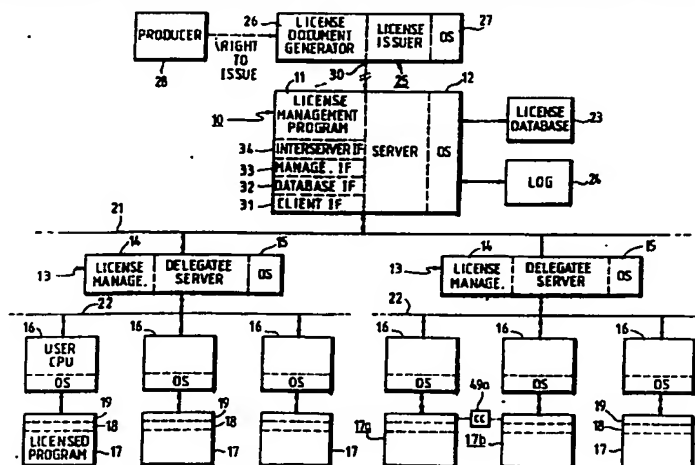 26
LICENSE DOCUMENT GENERATOR
LICENSE ISSUER
OS
27
PRODUCER
28
RIGHT TO ISSUE
30
25
11
12
10
LICENSE MANAGEMENT PROGRAM
SERVER
OS
LICENSE DATABASE
23
34
INTERSERVER IF
33
MANAGE. IF
32
DATABASE IF
31
CLIENT IF
LOG
24
21
14
15
13
LICENSE MANAGE.
DELEGATEE SERVER
OS
14
15
13
LICENSE MANAGE.
DELEGATEE SERVER
OS
22
22
16
USER CPU
OS
16
OS
16
OS
16
OS
16
OS
16
OS
19
18
LICENSED PROGRAM
17
19
18
17
17
17a
49a
CC
17b
19
18
17